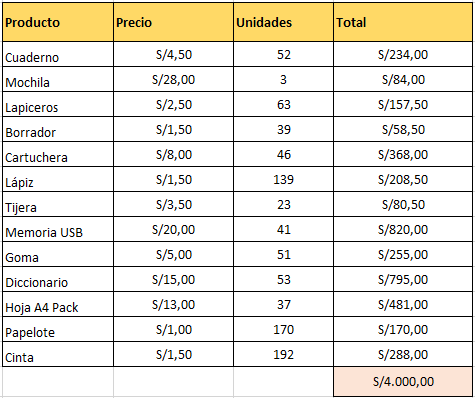 Producto Precio Unidades Total
Cuaderno S/4,50 52 S/234,00
Mochila S/28,00 3 S/84,00
Lapiceros S/2,50 63 S/157,50
Borrador S/1,50 39 S/58,50
Cartuchera S/8,00 46 S/368,00
Lápiz S/1,50 139 S/208,50
Tijera S/3,50 23 S/80,50
Memoria USB S/20,00 41 S/820,00
Goma S/5,00 51 S/255,00
Diccionario S/15,00 53 S/795,00
Hoja A4 Pack S/13,00 37 S/481,00
Papelote S/1,00 170 S/170,00
Cinta S/1,50 192 S/288,00
S/4.000,00